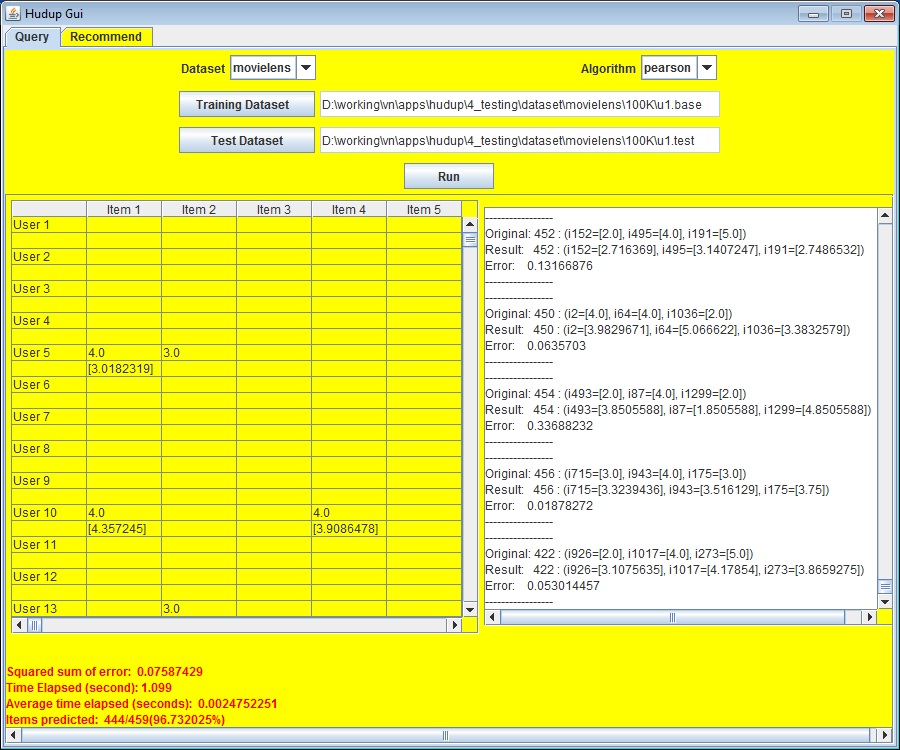 Hudup Gui
Query Recommend
Dataset movielens Algorithm pearson
Training Dataset D:\working\vn\apps\hudup\4_testing\dataset\movielens\100K\u1.base
Test Dataset D:\working\vn\apps\hudup\4_testing\dataset\movielens\100K\u1.test
Run
Item 1 Item 2 Item 3 Item 4 Item 5
User 1
User 2
User 3
User 4
User 5 4.0 3.0
[3.0182319]
User 6
User 7
User 8
User 9
User 10 4.0 4.0
[4.357245] [3.9086478]
User 11
User 12
User 13 3.0
-----------------
Original: 452 : (i152=[2.0], i495=[4.0], i191=[5.0])
Result: 452 : (i152=[2.716369], i495=[3.1407247], i191=[2.7486532])
Error: 0.13166876
-----------------
-----------------
Original: 450 : (i2=[4.0], i64=[4.0], i1036=[2.0])
Result: 450 : (i2=[3.9829671], i64=[5.066622], i1036=[3.3832579])
Error: 0.0635703
-----------------
-----------------
Original: 454 : (i493=[2.0], i87=[4.0], i1299=[2.0])
Result: 454 : (i493=[3.8505588], i87=[1.8505588], i1299=[4.8505588])
Error: 0.33688232
-----------------
-----------------
Original: 456 : (i715=[3.0], i943=[4.0], i175=[3.0])
Result: 456 : (i715=[3.3239436], i943=[3.516129], i175=[3.75])
Error: 0.01878272
-----------------
-----------------
Original: 422 : (i926=[2.0], i1017=[4.0], i273=[5.0])
Result: 422 : (i926=[3.1075635], i1017=[4.17854], i273=[3.8659275])
Error: 0.053014457
-----------------
Squared sum of error: 0.07587429
Time Elapsed (second): 1.099
Average time elapsed (seconds): 0.0024752251
Items predicted: 444/459(96.732025%)